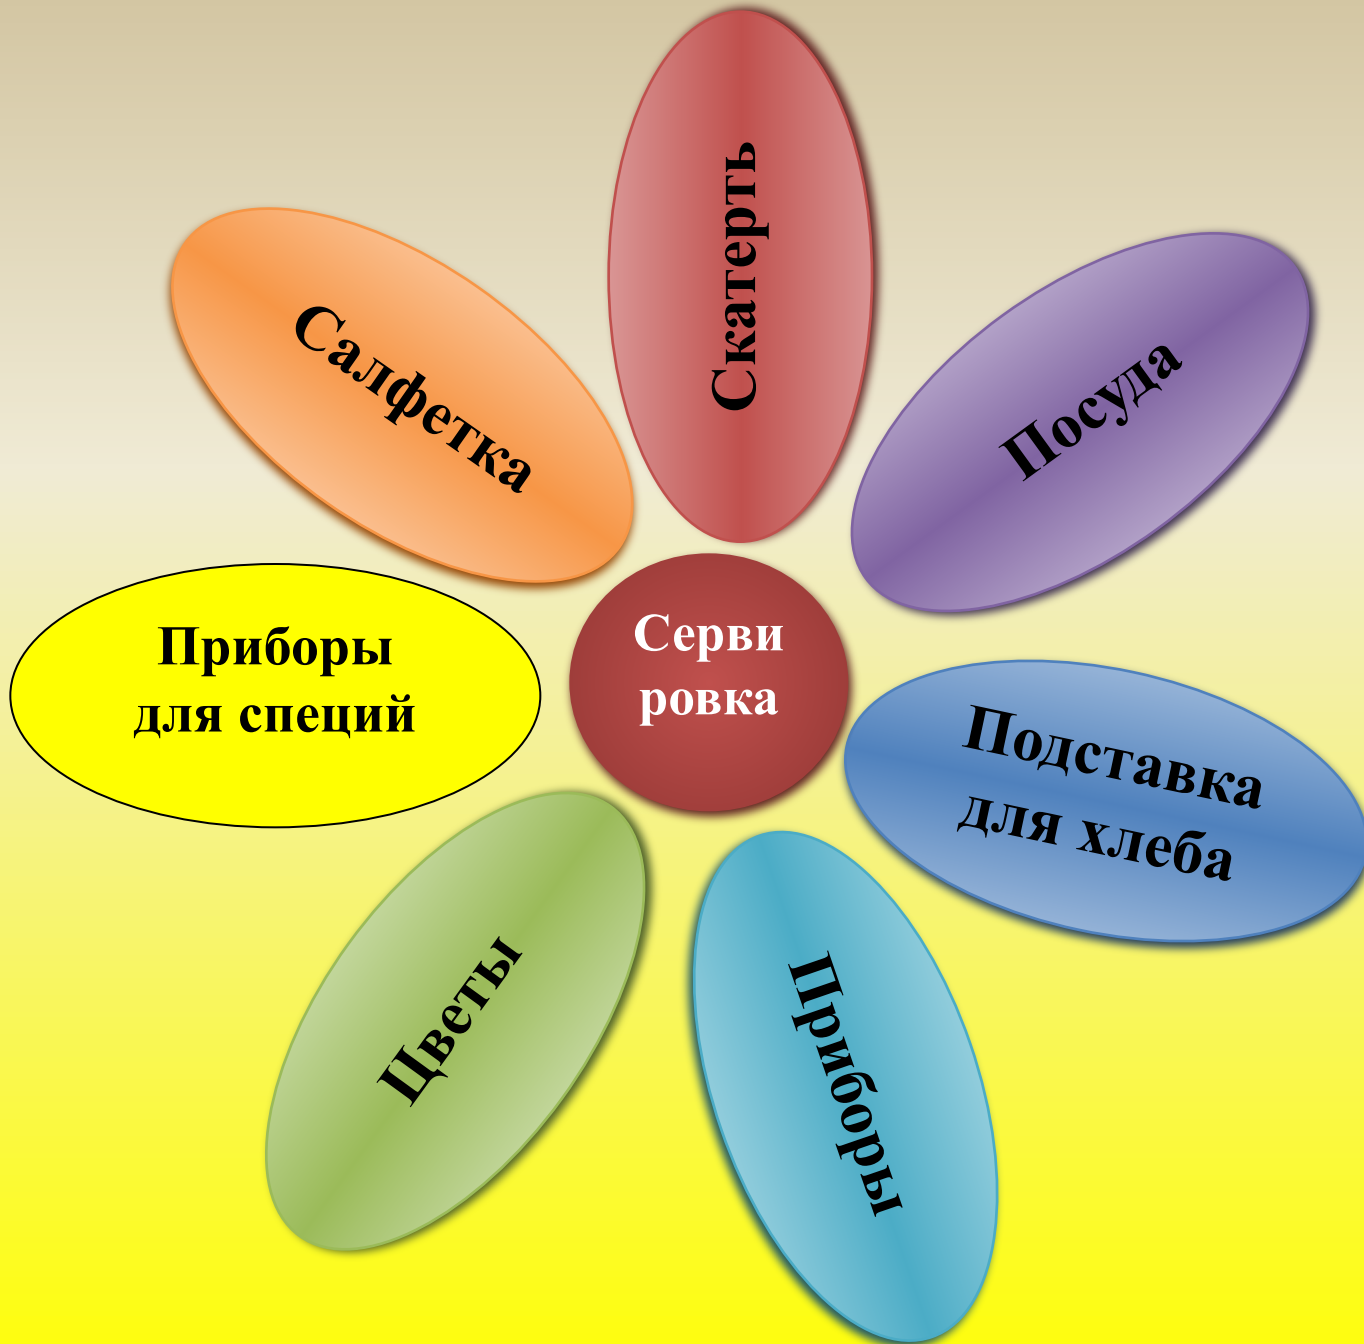 Скатерть
Посуда
Подставка
для хлеба
Приборы
Цветы
Приборы
для специй
Салфетка
Серви
ровка